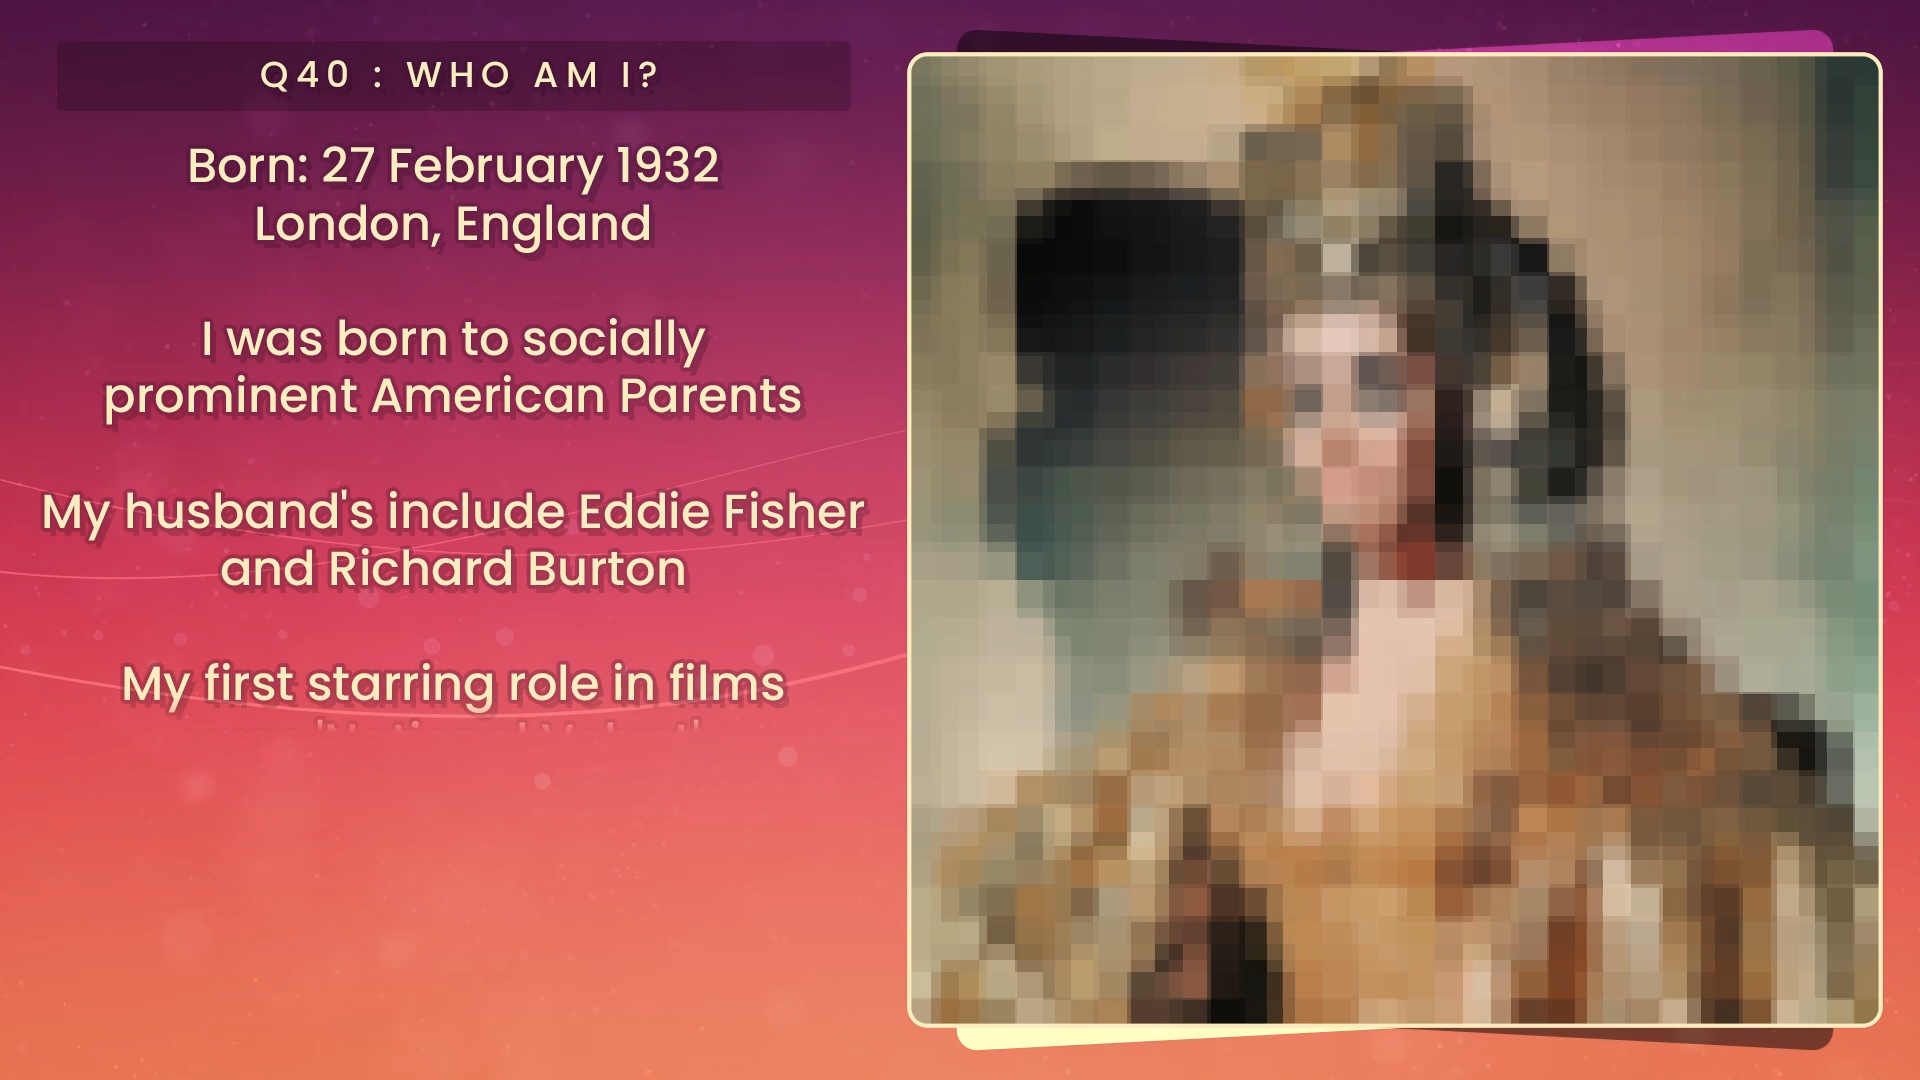 Q40 : WHO AM I?
Born: 27 February 1932
London, England
I was born to socially
prominent American Parents
My husband's include Eddie Fisher
and Richard Burton
My first starring role in films